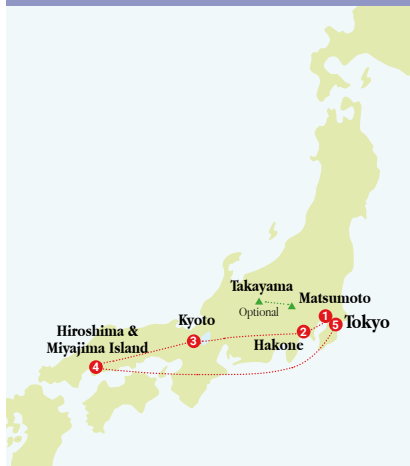 Takayama
Optional
Matsumoto
1
5
Tokyo
2
Hakone
Kyoto
3
Hiroshima &
Miyajima Island
4